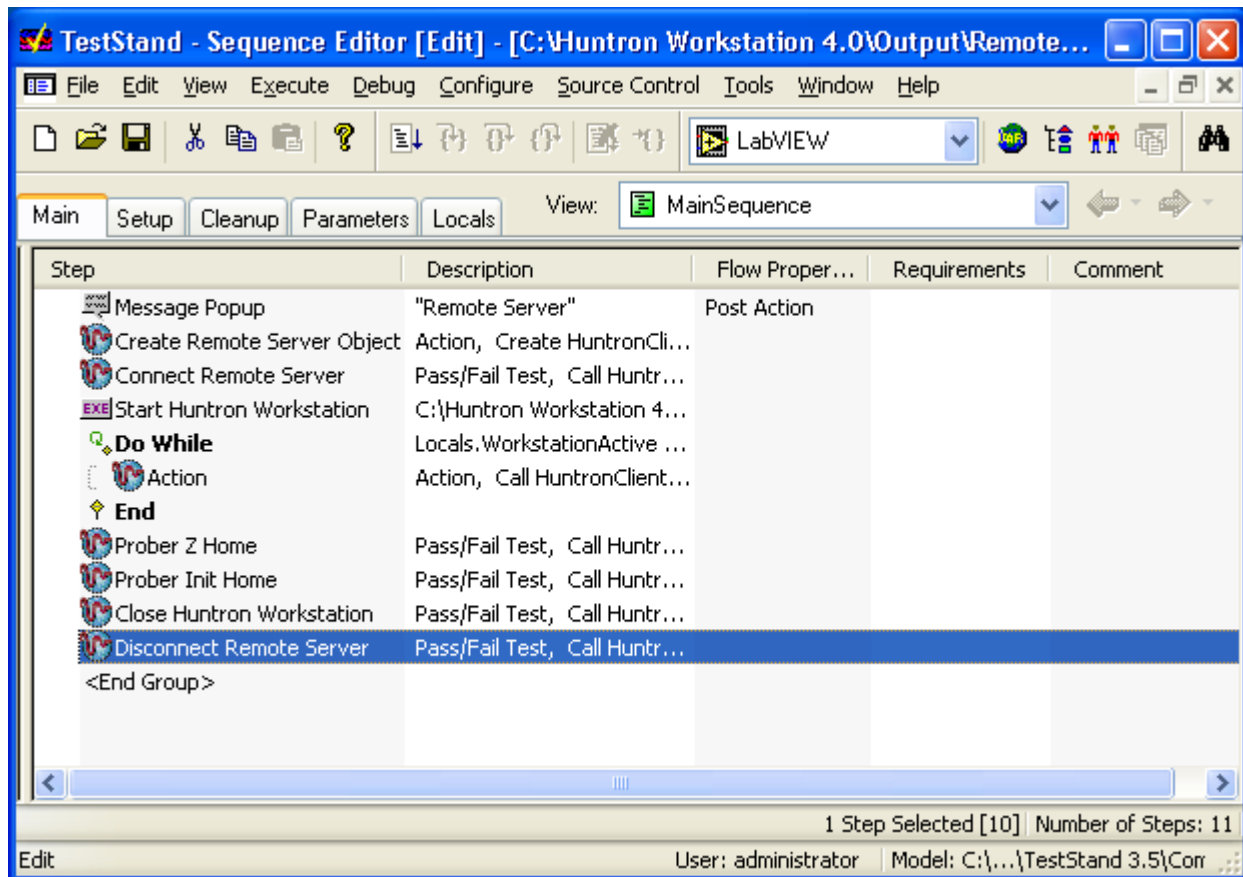 TestStand - Sequence Editor [Edit] - [C:\Huntron Workstation 4.0\Output\Remote...
File Edit View Execute Debug Configure Source Control Tools Window Help
LabVIEW
Main Setup Cleanup Parameters Locals View: MainSequence
Step Description Flow Proper... Requirements Comment
Message Popup "Remote Server" Post Action
Create Remote Server Object Action, Create HuntronCli...
Connect Remote Server Pass/Fail Test, Call Huntr...
EXE Start Huntron Workstation C:\Huntron Workstation 4...
Do While Locals.WorkstationActive ...
Action Action, Call HuntronClient...
End
Prober Z Home Pass/Fail Test, Call Huntr...
Prober Init Home Pass/Fail Test, Call Huntr...
Close Huntron Workstation Pass/Fail Test, Call Huntr...
Disconnect Remote Server Pass/Fail Test, Call Huntr...
<End Group>
1 Step Selected [10] Number of Steps: 11
Edit User: administrator Model: C:\...\TestStand 3.5\Com